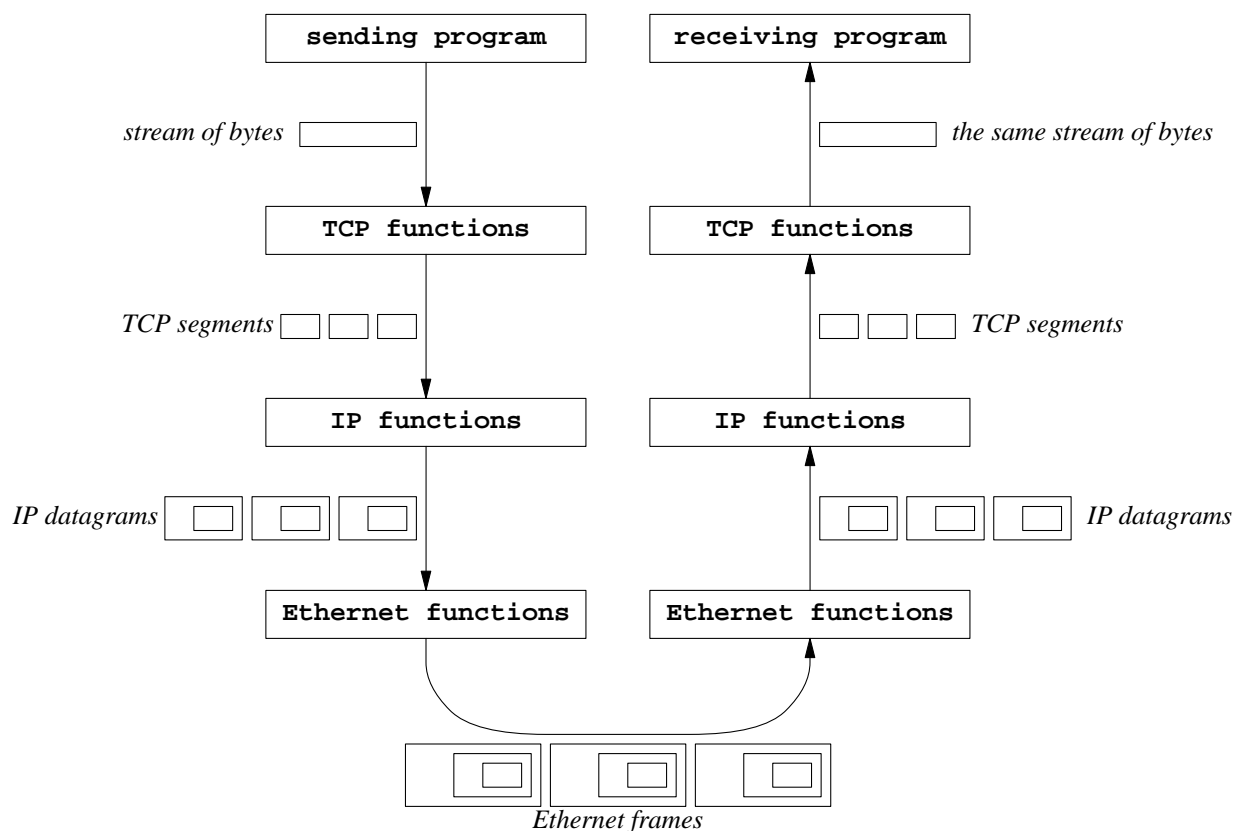 sending program
receiving program
stream of bytes
the same stream of bytes
TCP functions
TCP functions
TCP segments
TCP segments
IP functions
IP functions
IP datagrams
IP datagrams
Ethernet functions
Ethernet functions
Ethernet frames